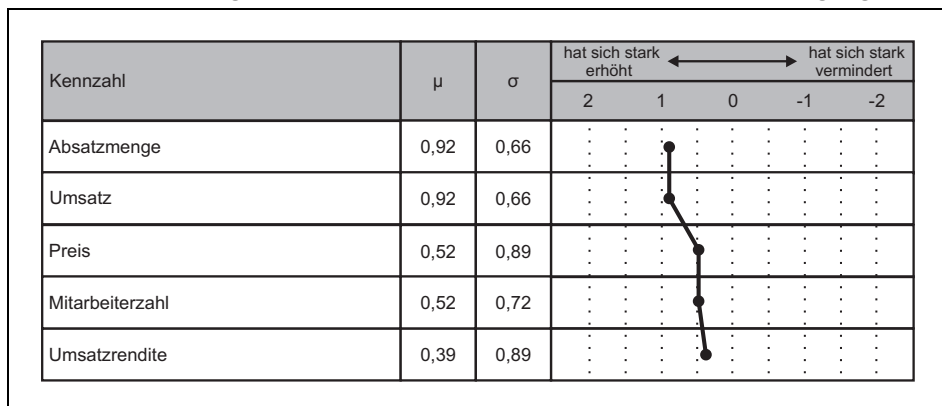 Kennzahl μ σ hat sich stark erhöht hat sich stark vermindert
2 1 0 -1 -2
Absatzmenge 0,92 0,66
Umsatz 0,92 0,66
Preis 0,52 0,89
Mitarbeiterzahl 0,52 0,72
Umsatzrendite 0,39 0,89